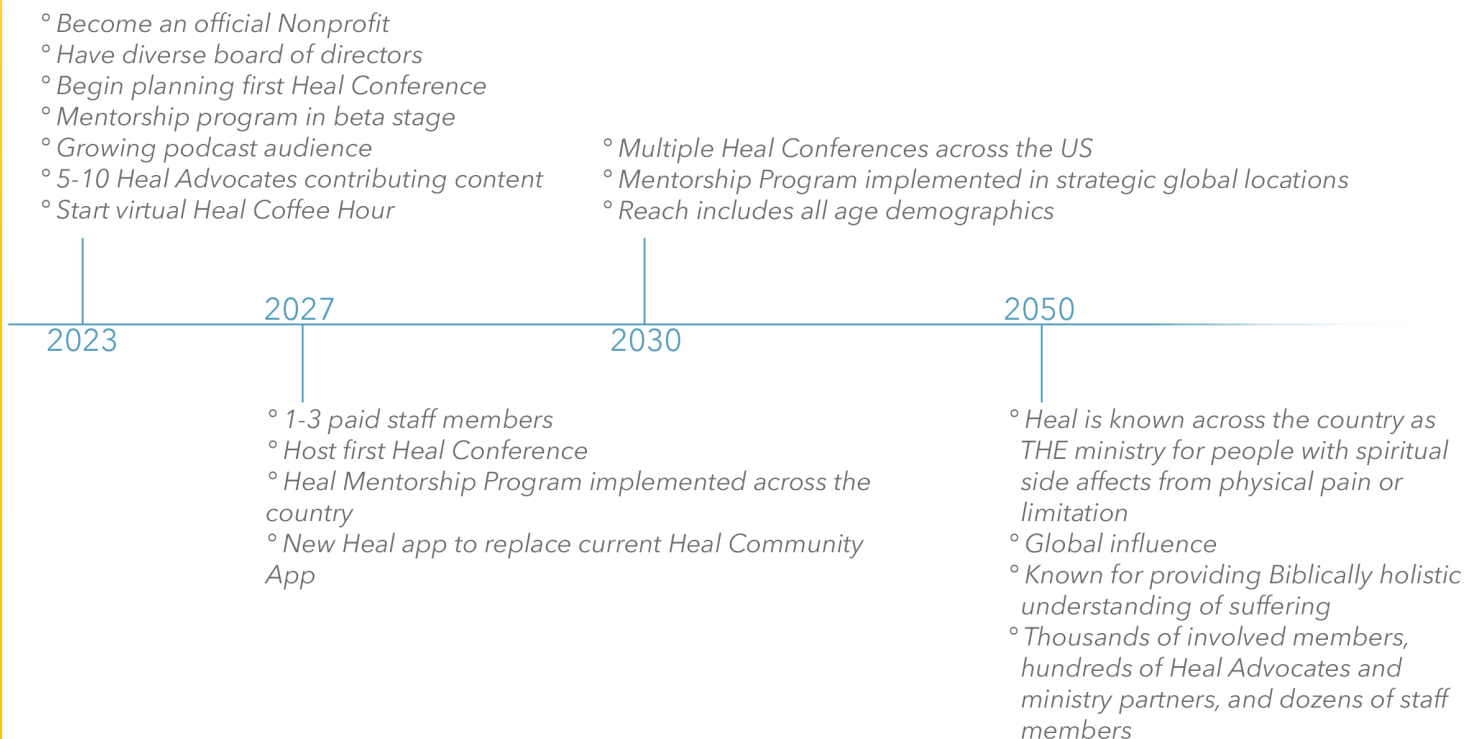 ° Become an official Nonprofit
° Have diverse board of directors
° Begin planning first Heal Conference
° Mentorship program in beta stage
° Growing podcast audience
° 5-10 Heal Advocates contributing content
° Start virtual Heal Coffee Hour
2023
2027
° 1-3 paid staff members
° Host first Heal Conference
° Heal Mentorship Program implemented across the
country
° New Heal app to replace current Heal Community
App
° Multiple Heal Conferences across the US
° Mentorship Program implemented in strategic global locations
° Reach includes all age demographics
2030
2050
° Heal is known across the country as
THE ministry for people with spiritual
side affects from physical pain or
limitation
° Global influence
° Known for providing Biblically holistic
understanding of suffering
° Thousands of involved members,
hundreds of Heal Advocates and
ministry partners, and dozens of staff
members